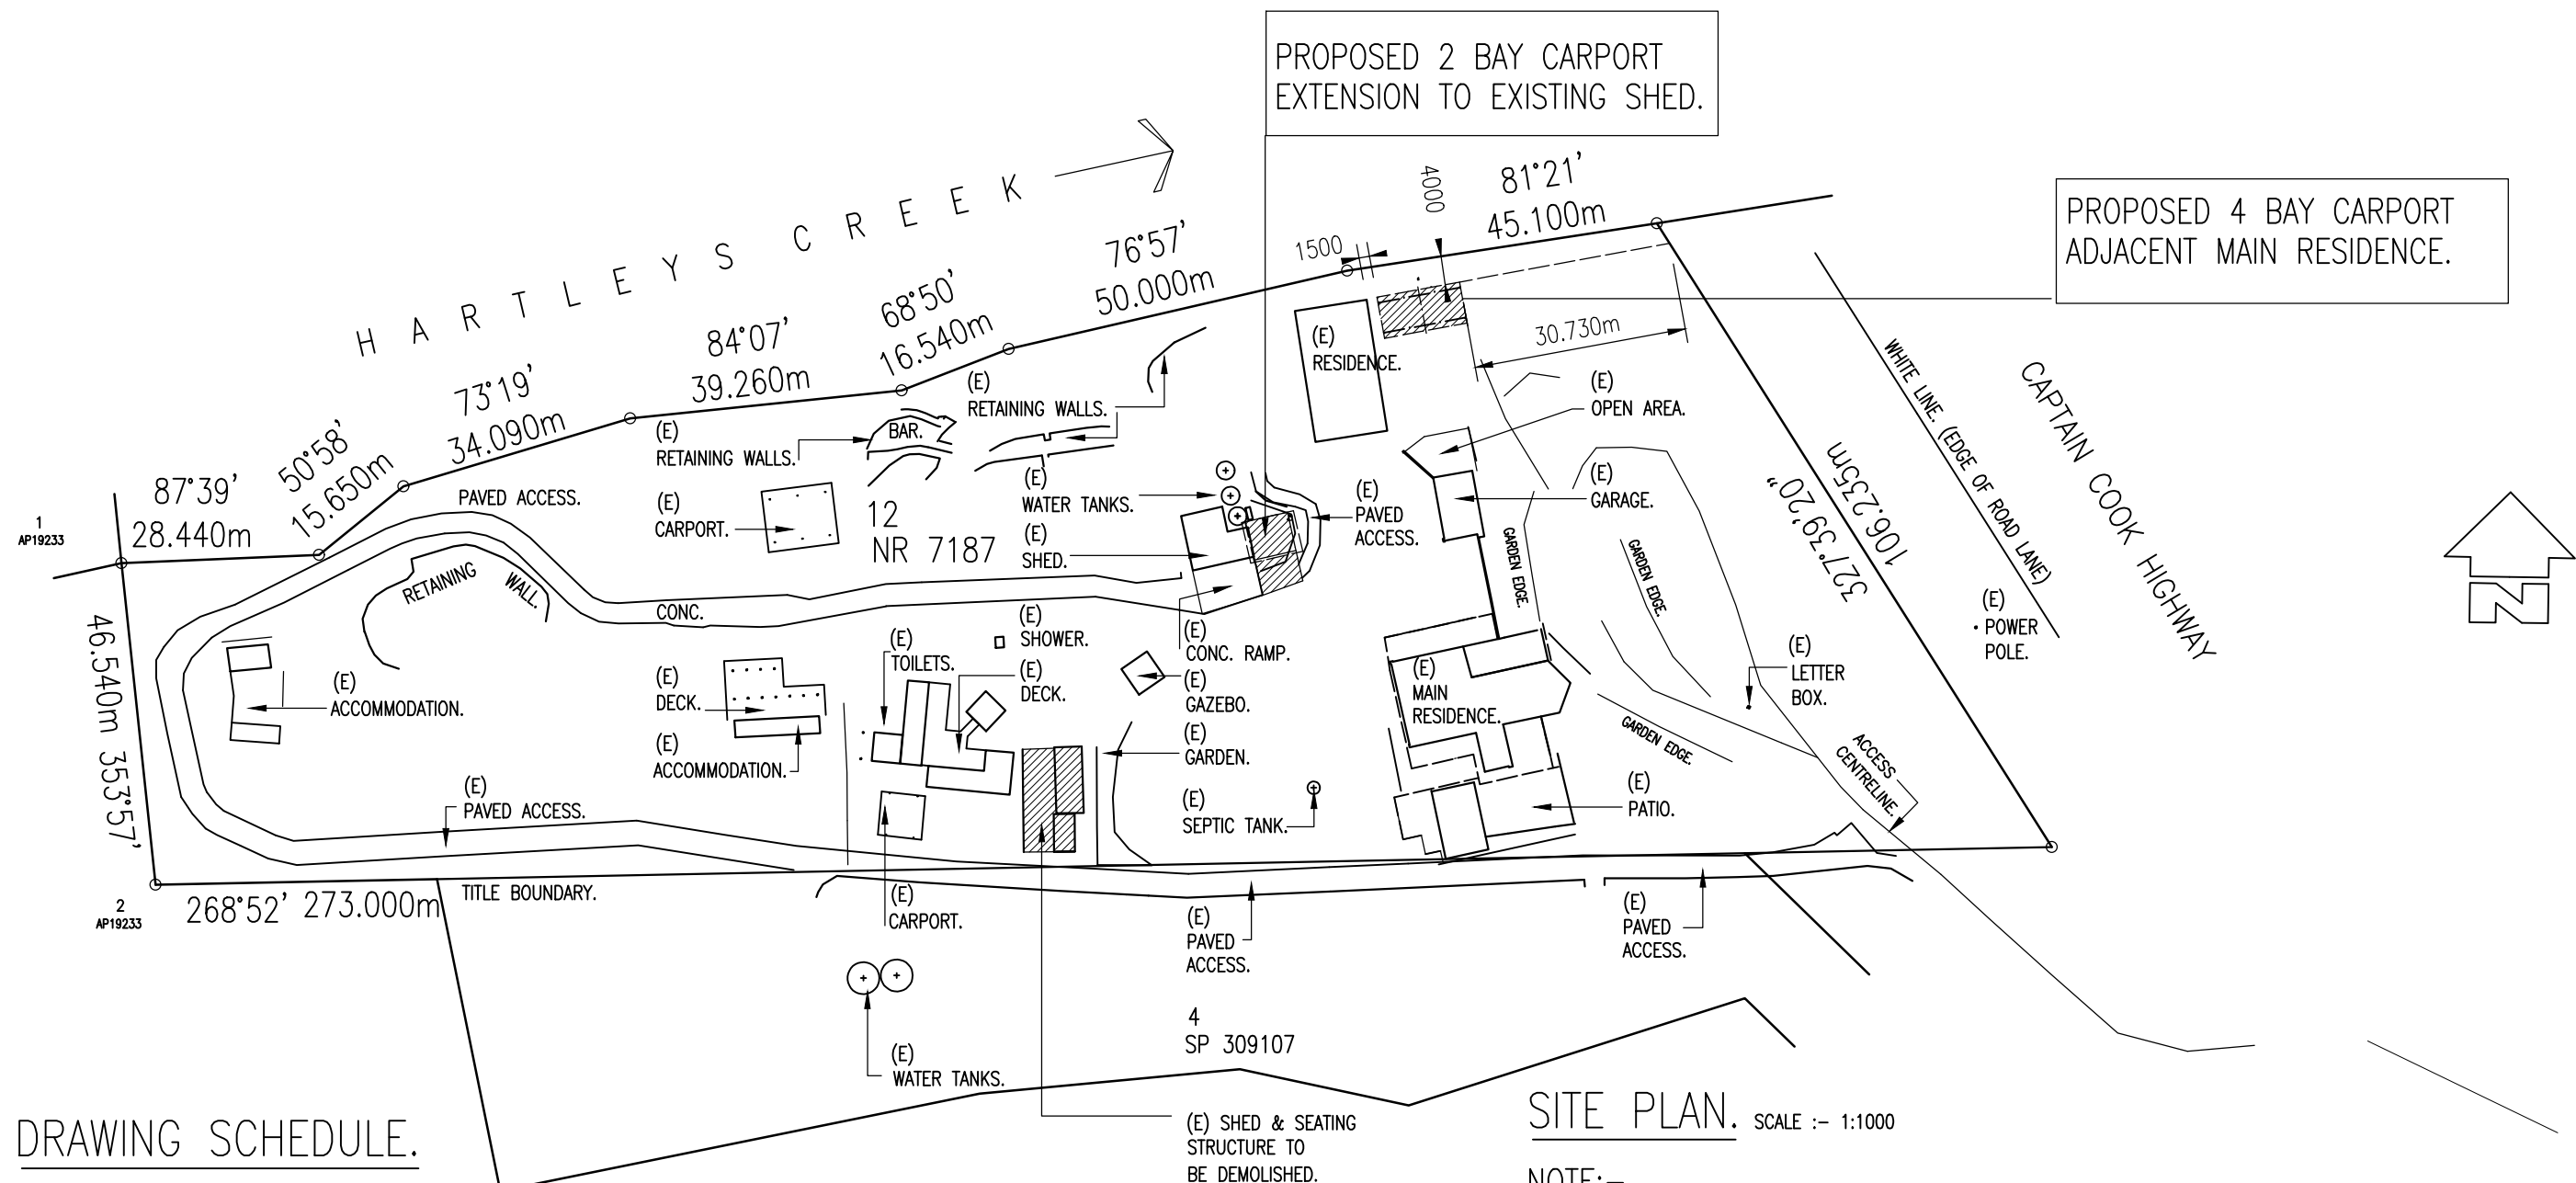 PROPOSED 2 BAY CARPORT
EXTENSION TO EXISTING SHED.
PROPOSED 4 BAY CARPORT
ADJACENT MAIN RESIDENCE.
HARTLEYS CREEK
81°21'
45.100m
4000
1500
76°57'
50.000m
68°50'
16.540m
84°07'
39.260m
73°19'
34.090m
50°58'
15.650m
87°39'
28.440m
1
AP19233
30.730m
(E)
RESIDENCE.
(E)
OPEN AREA.
(E)
GARAGE.
(E)
RETAINING WALLS.
BAR.
(E)
RETAINING WALLS.
PAVED ACCESS.
(E)
CARPORT.
12
NR 7187
(E)
WATER TANKS.
(E)
SHED.
(E)
PAVED
ACCESS.
GARDEN EDGE.
GARDEN EDGE.
GARDEN EDGE.
WHITE LINE. (EDGE OF ROAD LANE)
CAPTAIN COOK HIGHWAY
106.235m
327°39'20"
(E)
POWER
POLE.
N
RETAINING WALL.
CONC.
46.540m 353°57'
(E)
ACCOMMODATION.
(E)
DECK.
(E)
ACCOMMODATION.
(E)
TOILETS.
(E)
SHOWER.
(E)
DECK.
(E)
CONC. RAMP.
(E)
GAZEBO.
(E)
GARDEN.
(E)
SEPTIC TANK.
(E)
MAIN
RESIDENCE.
(E)
PATIO.
(E)
LETTER
BOX.
ACCESS
CENTRELINE.
(E)
PAVED ACCESS.
2
AP19233
268°52' 273.000m
TITLE BOUNDARY.
(E)
CARPORT.
(E)
PAVED
ACCESS.
(E)
PAVED
ACCESS.
(E)
WATER TANKS.
4
SP 309107
(E) SHED & SEATING
STRUCTURE TO
BE DEMOLISHED.
DRAWING SCHEDULE.
SITE PLAN. SCALE :- 1:1000
NOTE:-